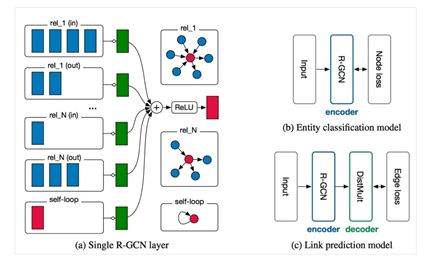 rel_1 (in)
rel_1 (out)
...
rel_N (in)
rel_N (out)
self-loop
+
ReLU
rel_1
rel_N
self-loop
(a) Single R-GCN layer
Input
R-GCN
Node loss
encoder
(b) Entity classification model
Input
R-GCN
DistMult
Edge loss
encoder decoder
(c) Link prediction model